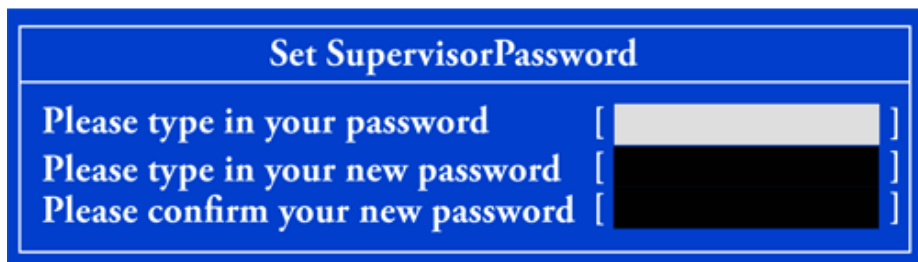 Set SupervisorPassword
Please type in your password [ ]
Please type in your new password [ ]
Please confirm your new password [ ]